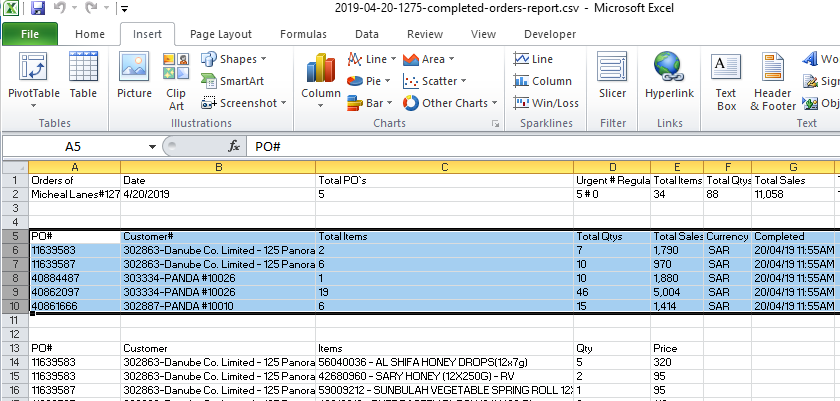 2019-04-20-1275-completed-orders-report.csv - Microsoft Excel
File Home Insert Page Layout Formulas Data Review View Developer
PivotTable Table Picture Clip Art Shapes SmartArt Screenshot Column Line Pie Bar Area Scatter Other Charts Line Column Win/Loss Slicer Hyperlink Text Box Header & Footer
Tables Illustrations Charts Sparklines Filter Links Text
A5 fx PO#
A B C D E F G
1 Orders of Date Total PO`s Urgent # Regula Total Items Total Qtys Total Sales
2 Micheal Lanes#127 4/20/2019 5 5 # 0 34 88 11,058
3
4
5 PO# Customer# Total Items Total Qtys Total Sales Currency Completed
6 11639583 302863-Danube Co. Limited - 125 Panora 2 7 1,790 SAR 20/04/19 11:55AM
7 11639587 302863-Danube Co. Limited - 125 Panora 6 10 970 SAR 20/04/19 11:55AM
8 40884487 303334-PANDA #10026 1 10 1,880 SAR 20/04/19 11:55AM
9 40862097 303334-PANDA #10026 19 46 5,004 SAR 20/04/19 11:55AM
10 40861666 302887-PANDA #10010 6 15 1,414 SAR 20/04/19 11:55AM
11
12
13 PO# Customer Items Qty Price
14 11639583 302863-Danube Co. Limited - 125 Panora 56040036 - AL SHIFA HONEY DROPS(12x7g) 5 320
15 11639583 302863-Danube Co. Limited - 125 Panora 42680960 - SARY HONEY (12X250G) - RV 2 95
16 11639587 302863-Danube Co. Limited - 125 Panora 59009212 - SUNBULAH VEGETABLE SPRING ROLL 12X 1 95